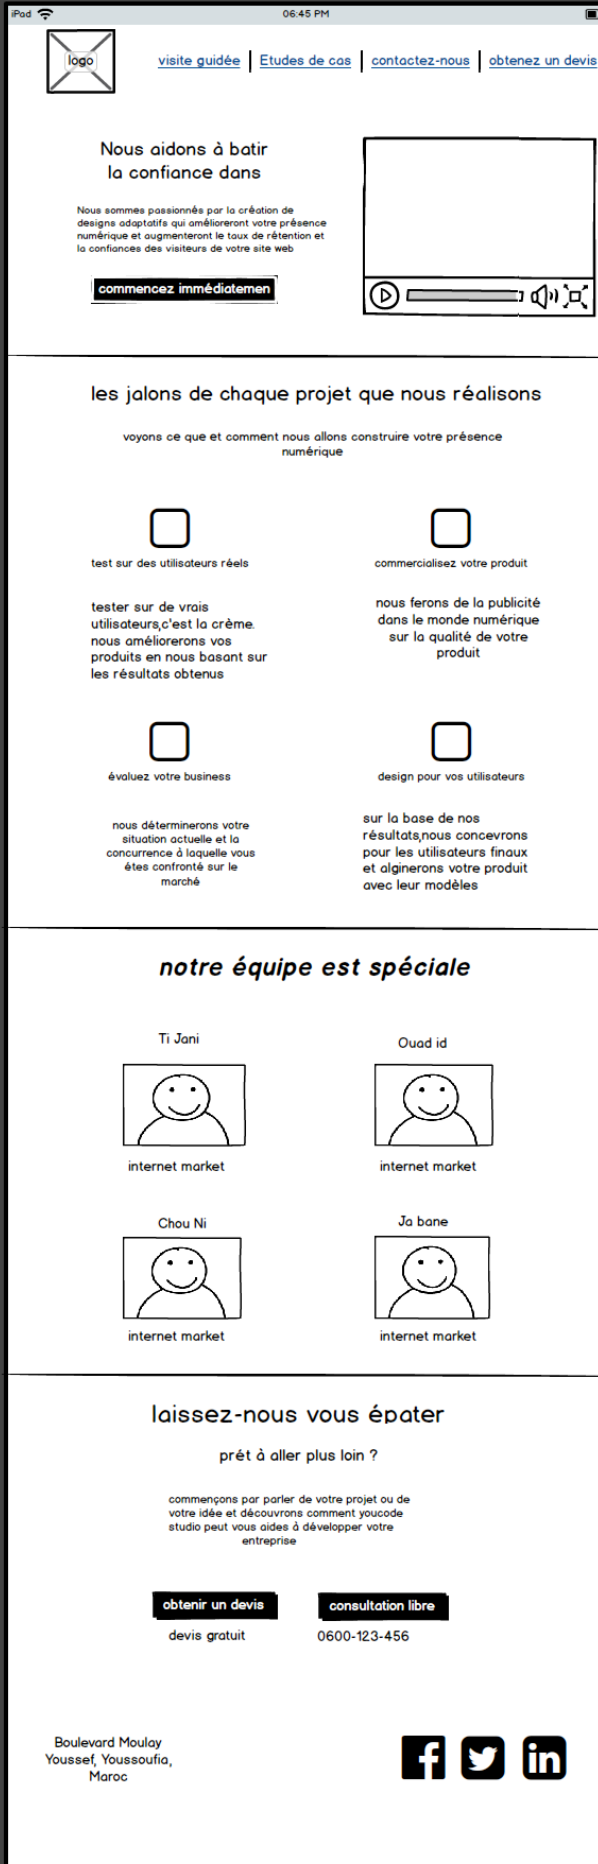 iPad
06:45 PM
logo
visite guidée | Etudes de cas | contactez-nous | obtenez un devis
Nous aidons à batir
la confiance dans
Nous sommes passionnés par la création de
designs adaptatifs qui amélioreront votre présence
numérique et augmenteront le taux de rétention et
la confiances des visiteurs de votre site web
commencez immédiatemen
les jalons de chaque projet que nous réalisons
voyons ce que et comment nous allons construire votre présence
numérique
test sur des utilisateurs réels
tester sur de vrais
utilisateurs,c'est la crème.
nous améliorerons vos
produits en nous basant sur
les résultats obtenus
commercialisez votre produit
nous ferons de la publicité
dans le monde numérique
sur la qualité de votre
produit
évaluez votre business
nous déterminerons votre
situation actuelle et la
concurrence à laquelle vous
étes confronté sur le
marché
design pour vos utilisateurs
sur la base de nos
résultats,nous concevrons
pour les utilisateurs finaux
et alginerons votre produit
avec leur modèles
notre équipe est spéciale
Ti Jani
internet market
Ouad id
internet market
Chou Ni
internet market
Ja bane
internet market
laissez-nous vous épater
prét à aller plus loin ?
commençons par parler de votre projet ou de
votre idée et découvrons comment youcode
studio peut vous aides à développer votre
entreprise
obtenir un devis
devis gratuit
consultation libre
0600-123-456
Boulevard Moulay
Youssef, Youssoufia,
Maroc
f
in